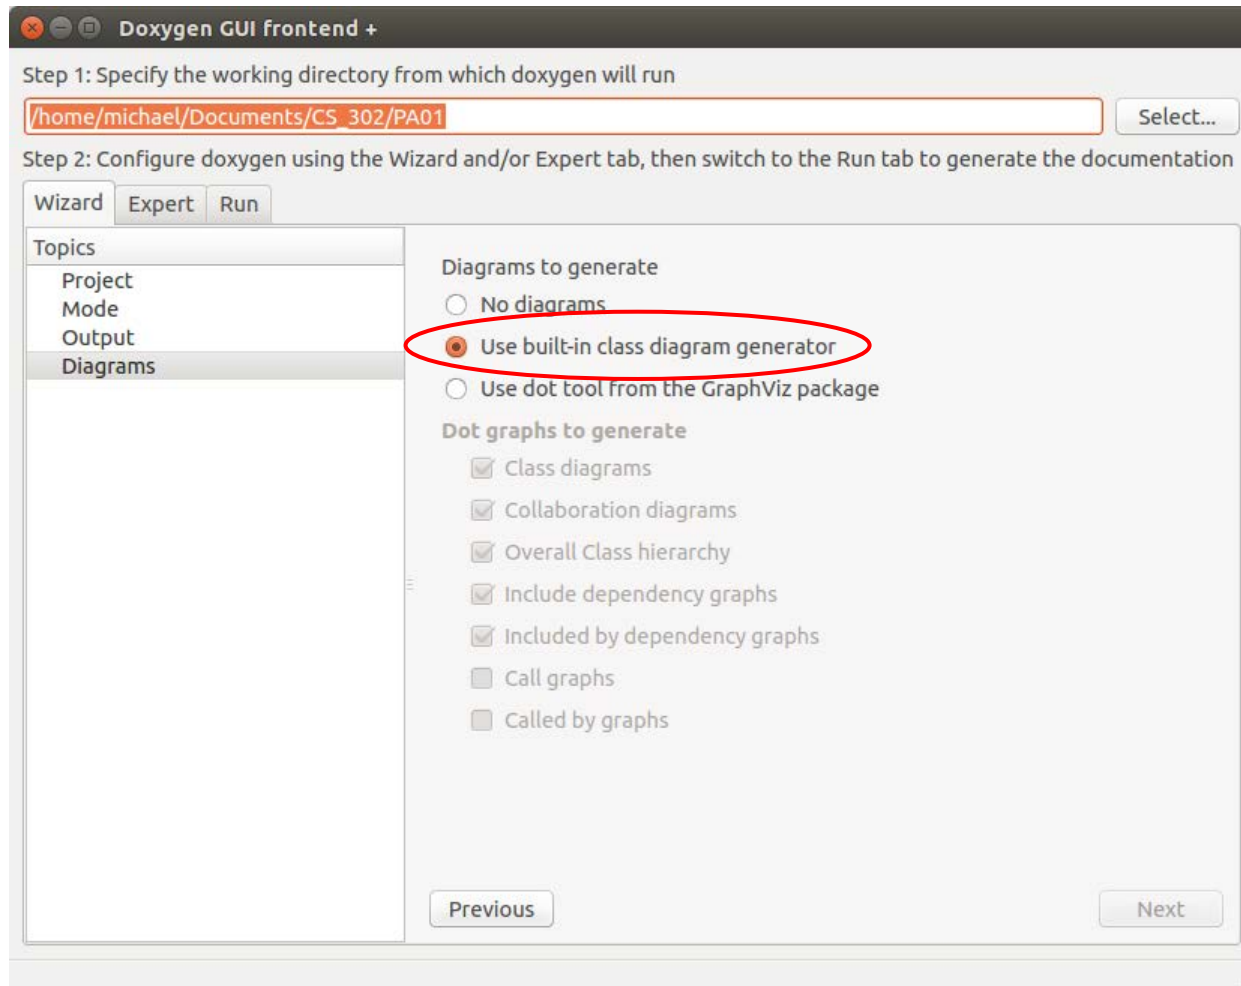 Doxygen GUI frontend +
Step 1: Specify the working directory from which doxygen will run
/home/michael/Documents/CS_302/PA01
Select...
Step 2: Configure doxygen using the Wizard and/or Expert tab, then switch to the Run tab to generate the documentation
Wizard Expert Run
Topics
Project
Mode
Output
Diagrams
Diagrams to generate
No diagrams
Use built-in class diagram generator
Use dot tool from the GraphViz package
Dot graphs to generate
Class diagrams
Collaboration diagrams
Overall Class hierarchy
Include dependency graphs
Included by dependency graphs
Call graphs
Called by graphs
Previous
Next